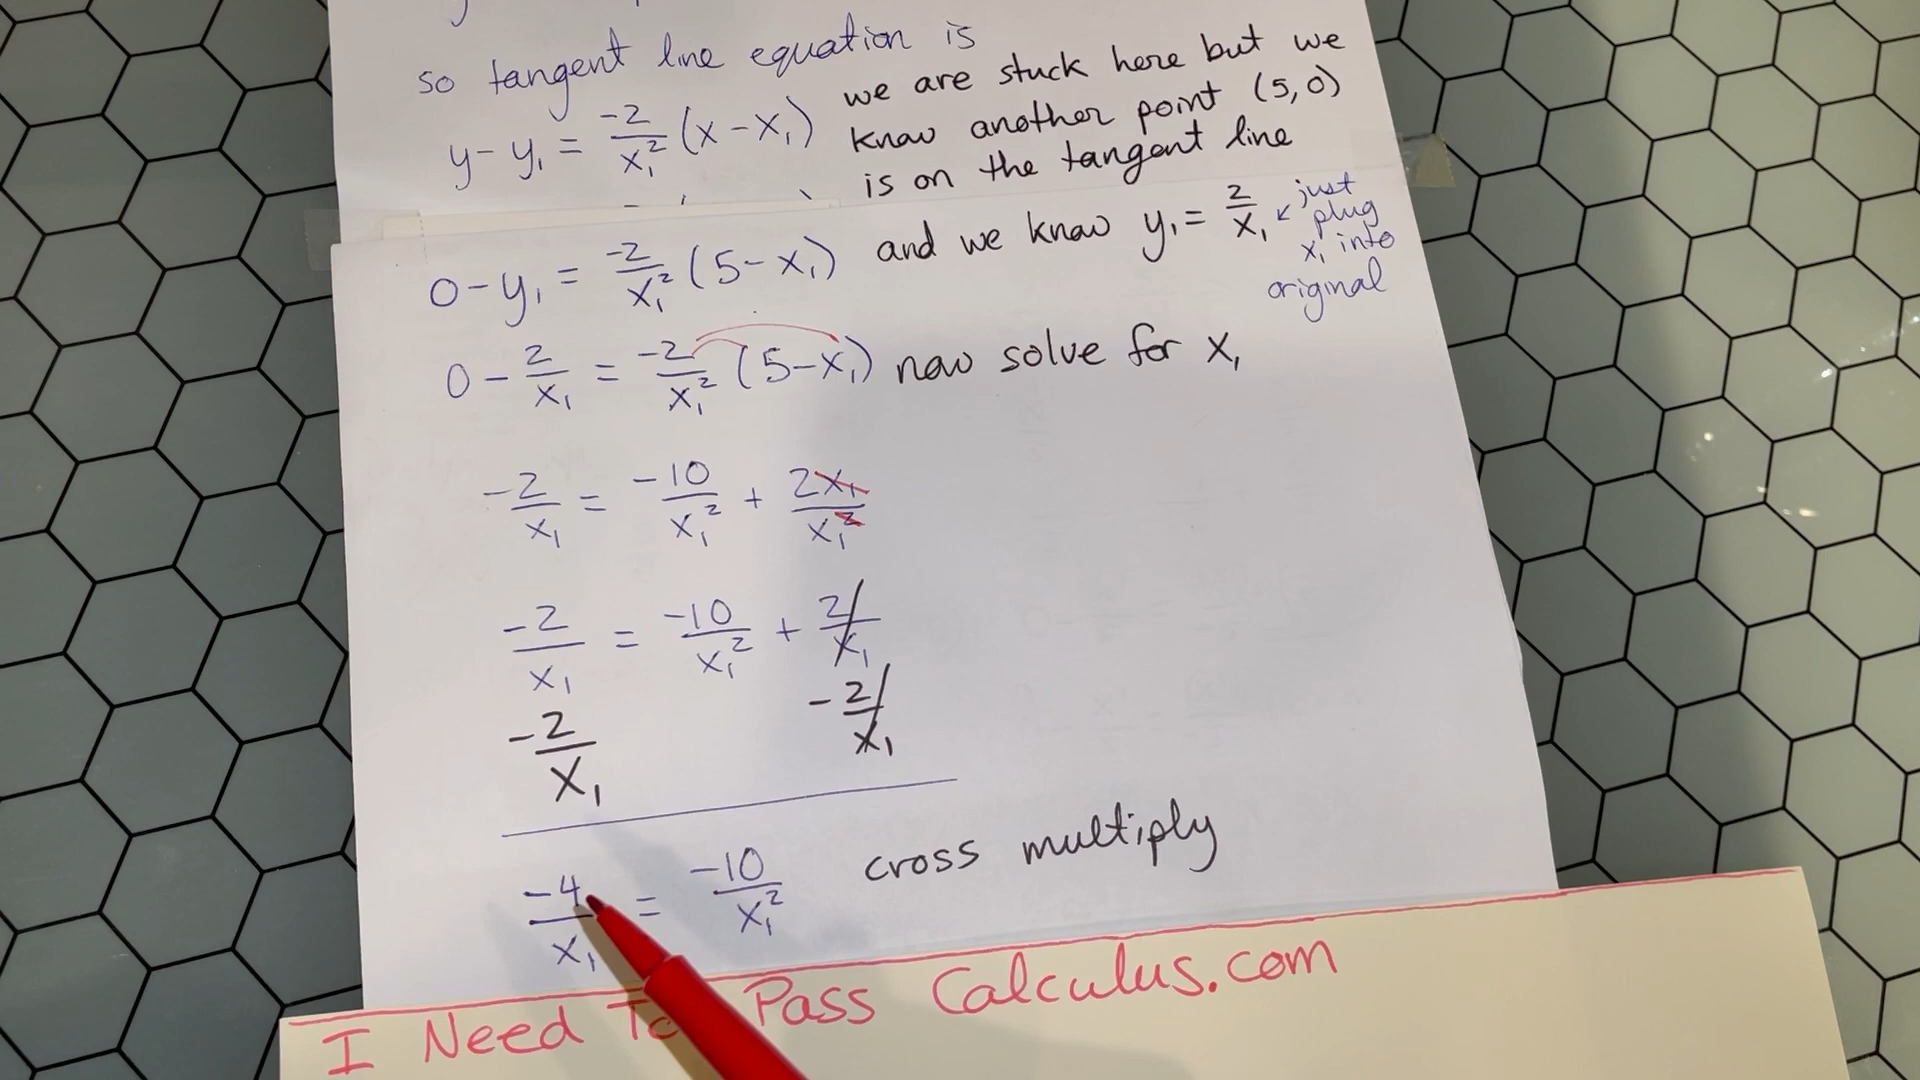 so tangent line equation is
y - y₁ = -2/x₁² (x - x₁)
we are stuck here but we
know another point (5,0)
is on the tangent line
0 - y₁ = -2/x₁² (5 - x₁)
and we know y₁ = 2/x₁ ↙ just
plug
x₁ into
original
0 - 2/x₁ = -2/x₁² (5 - x₁) now solve for x₁
-2/x₁ = -10/x₁² + 2x₁/x₁²
-2/x₁ = -10/x₁² + 2/x₁
-2/x₁ -2/x₁
-4/x₁ = -10/x₁² cross multiply
I Need To Pass Calculus.com